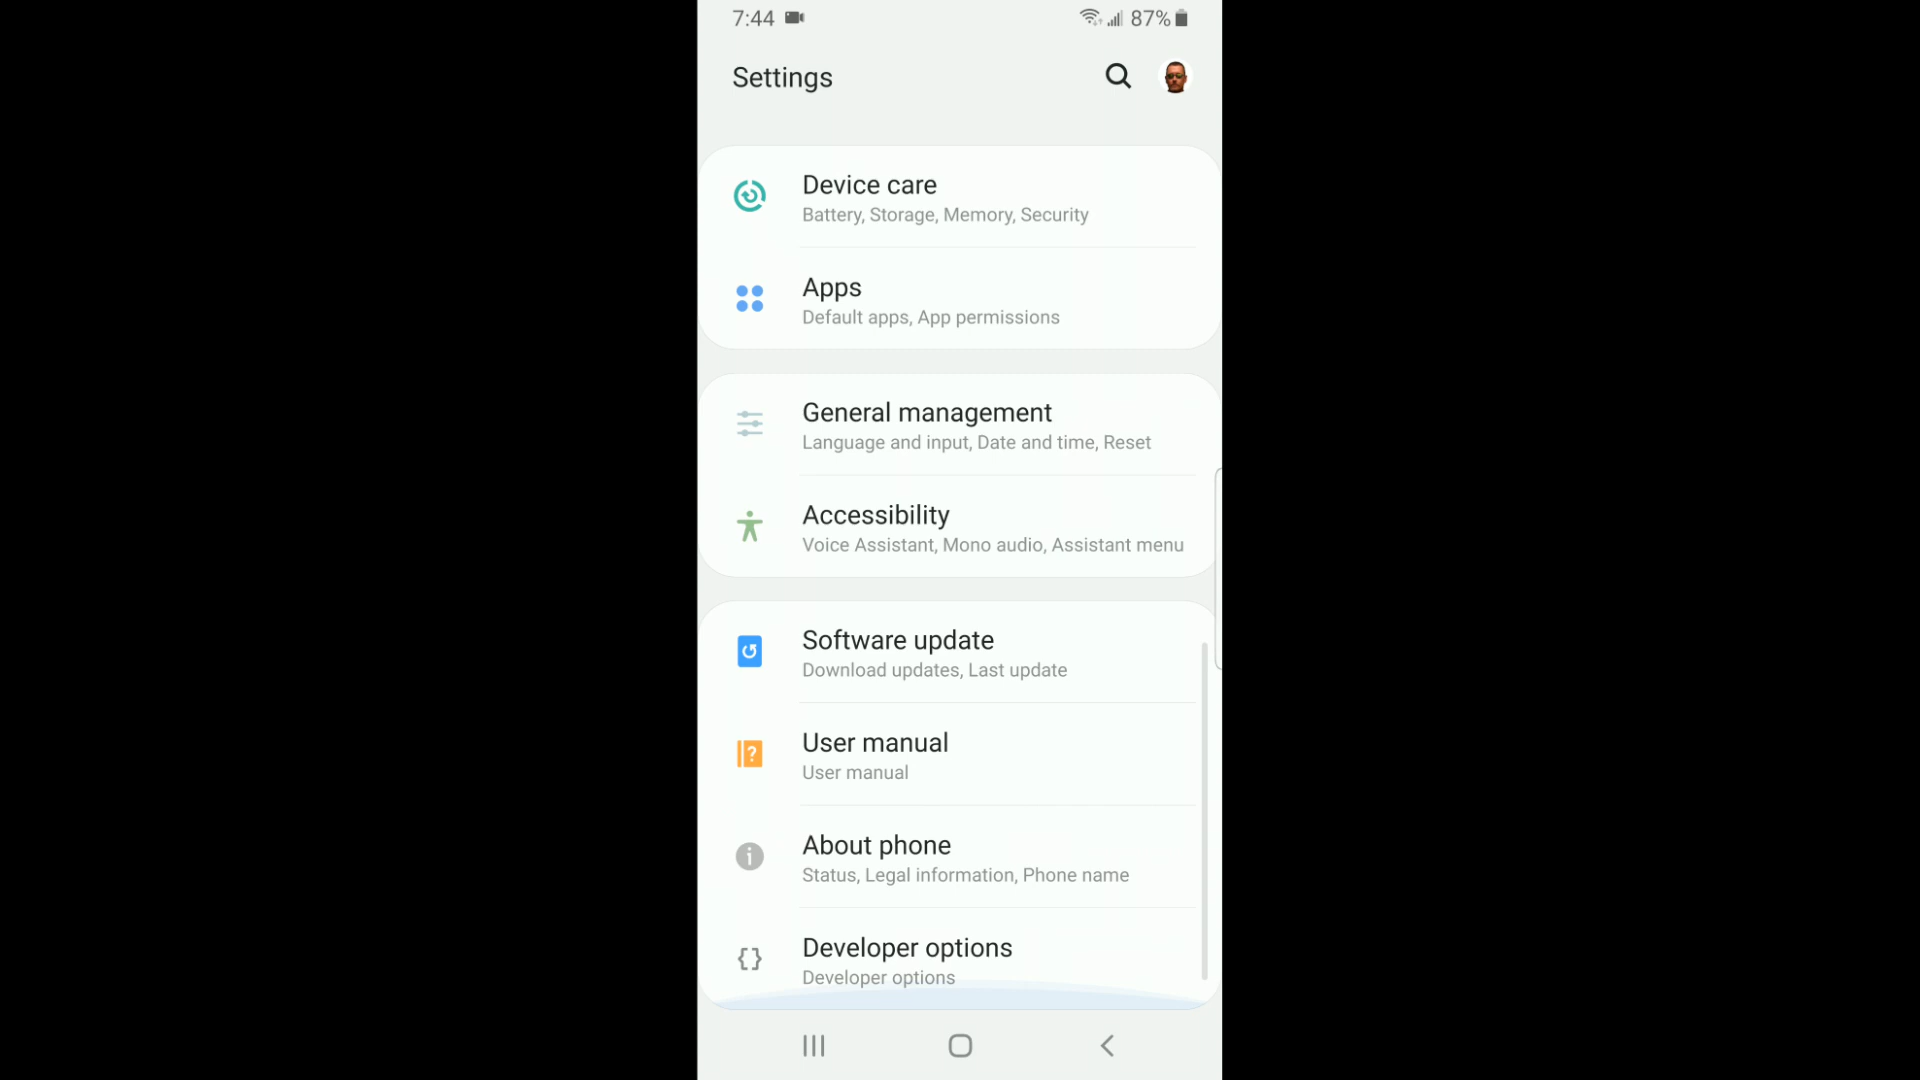 7:44 87%
Settings
Device care
Battery, Storage, Memory, Security
Apps
Default apps, App permissions
General management
Language and input, Date and time, Reset
Accessibility
Voice Assistant, Mono audio, Assistant menu
Software update
Download updates, Last update
User manual
User manual
About phone
Status, Legal information, Phone name
Developer options
Developer options